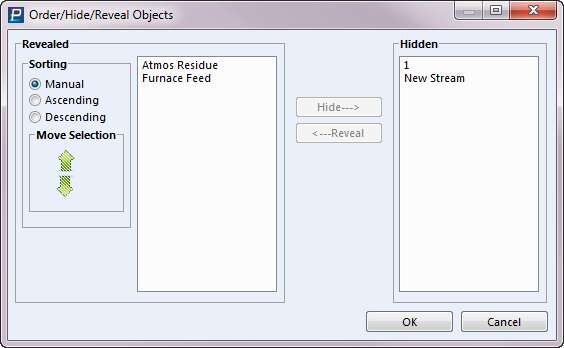 Order/Hide/Reveal Objects
Revealed
Sorting
Manual
Ascending
Descending
Move Selection
Atmos Residue
Furnace Feed
Hide--->
<---Reveal
Hidden
1
New Stream
OK
Cancel